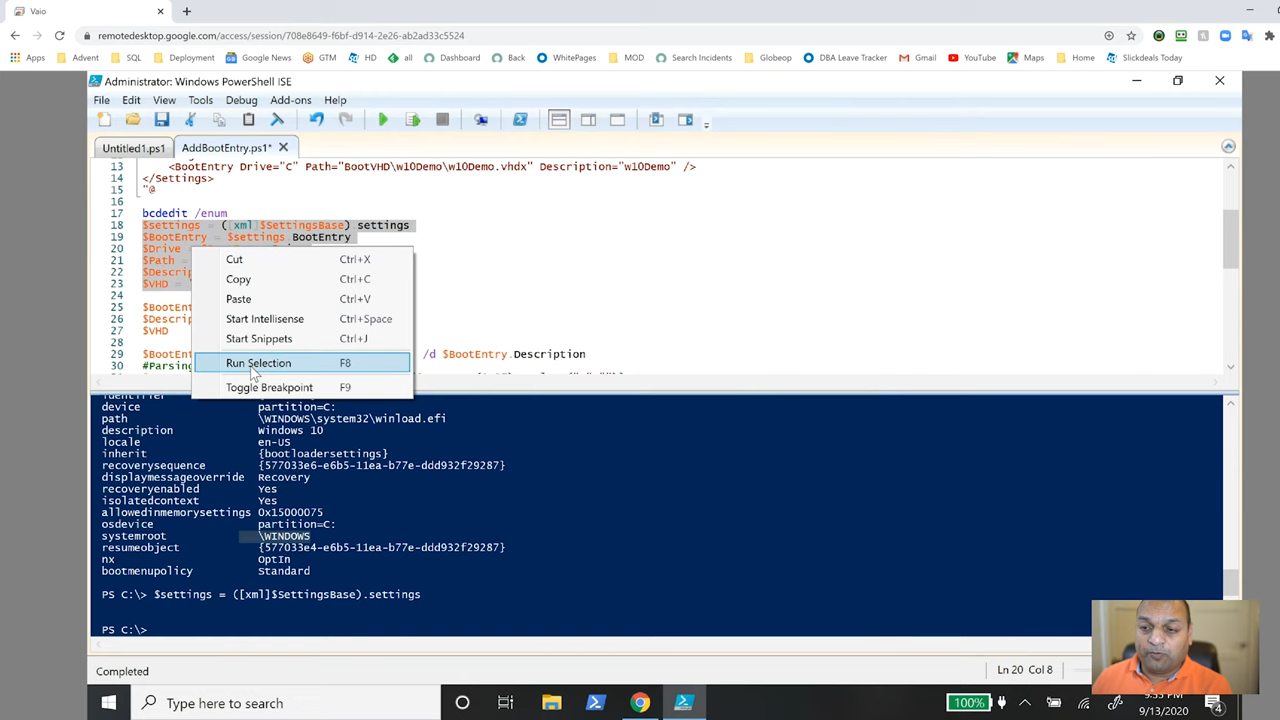 Vaio
remotedesktop.google.com/access/session/708e8649-f6bf-d914-2e26-ab2ad33c5524
Apps Advent SQL Deployment Google News GTM HD all Dashboard Back WhitePages MOD Search Incidents Globeop DBA Leave Tracker Gmail YouTube Maps Home Slickdeals Today
Administrator: Windows PowerShell ISE
File Edit View Tools Debug Add-ons Help
Untitled1.ps1 AddBootEntry.ps1*
13 <BootEntry Drive="C" Path="BootVHD\w10Demo\w10Demo.vhdx" Description="w10Demo" />
14 </Settings>
15 "@
16
17 bcdedit /enum
18 $settings = ([xml]$SettingsBase) settings
19 $BootEntry = $settings BootEntry
20 $Drive
21 $Path
22 $Descri
23 $VHD
24
25 $BootEn
26 $Descri
27 $VHD
28
29 $BootEn /d $BootEntry.Description
30 #Parsing
Cut Ctrl+X
Copy Ctrl+C
Paste Ctrl+V
Start Intellisense Ctrl+Space
Start Snippets Ctrl+J
Run Selection F8
Toggle Breakpoint F9
identifier
device partition=C:
path \WINDOWS\system32\winload.efi
description Windows 10
locale en-US
inherit {bootloadersettings}
recoverysequence {577033e6-e6b5-11ea-b77e-ddd932f29287}
displaymessageoverride Recovery
recoveryenabled Yes
isolatedcontext Yes
allowedinmemorysettings 0x15000075
osdevice partition=C:
systemroot \WINDOWS
resumeobject {577033e4-e6b5-11ea-b77e-ddd932f29287}
nx OptIn
bootmenupolicy Standard
PS C:\> $settings = ([xml]$SettingsBase).settings
PS C:\>
Completed Ln 20 Col 8
Type here to search 100% 4
9/13/2020